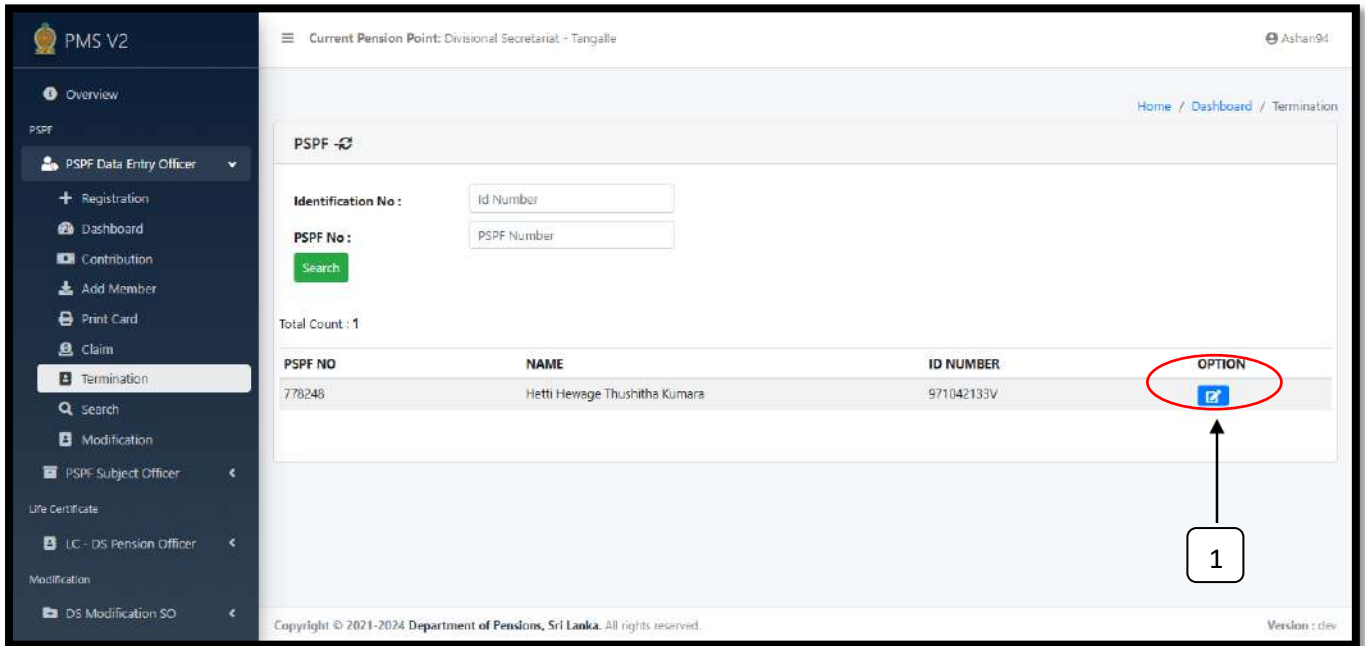 PMS V2
Current Pension Point: Divisional Secretariat - Tangalle
Ashan94
Overview
Home / Dashboard / Termination
PSPF
PSPF -
PSPF Data Entry Officer
Registration
Identification No :
Id Number
Dashboard
PSPF No :
PSPF Number
Contribution
Search
Add Member
Print Card
Total Count : 1
Claim
PSPF NO NAME ID NUMBER OPTION
Termination
778248 Hetti Hewage Thushitha Kumara 971042133V
Search
Modification
PSPF Subject Officer
Life Certificate
LC - DS Pension Officer
1
Modification
DS Modification SO
Copyright © 2021-2024 Department of Pensions, Sri Lanka. All rights reserved.
Version : dev